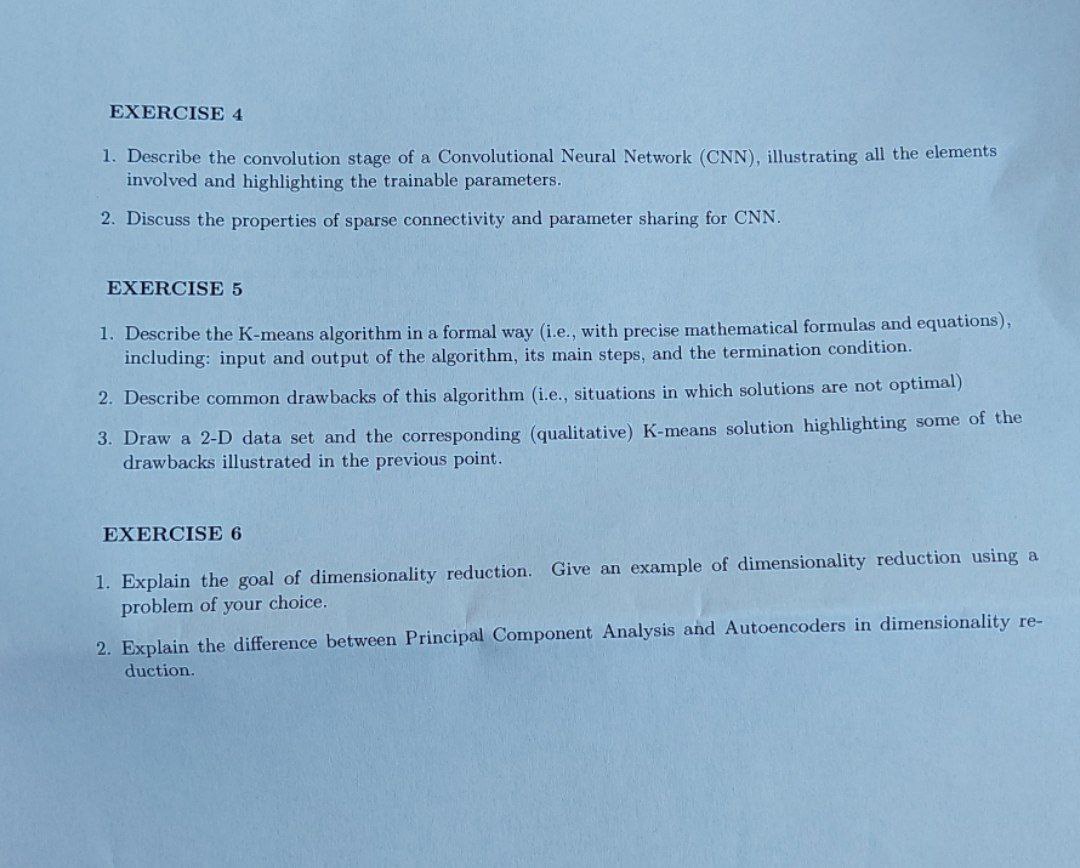 EXERCISE 4
1. Describe the convolution stage of a Convolutional Neural Network (CNN), illustrating all the elements
involved and highlighting the trainable parameters.
2. Discuss the properties of sparse connectivity and parameter sharing for CNN.
EXERCISE 5
1. Describe the K-means algorithm in a formal way (i.e., with precise mathematical formulas and equations),
including: input and output of the algorithm, its main steps, and the termination condition.
2. Describe common drawbacks of this algorithm (i.e., situations in which solutions are not optimal)
3. Draw a 2-D data set and the corresponding (qualitative) K-means solution highlighting some of the
drawbacks illustrated in the previous point.
EXERCISE 6
1. Explain the goal of dimensionality reduction. Give an example of dimensionality reduction using a
problem of your choice.
2. Explain the difference between Principal Component Analysis and Autoencoders in dimensionality re-
duction.